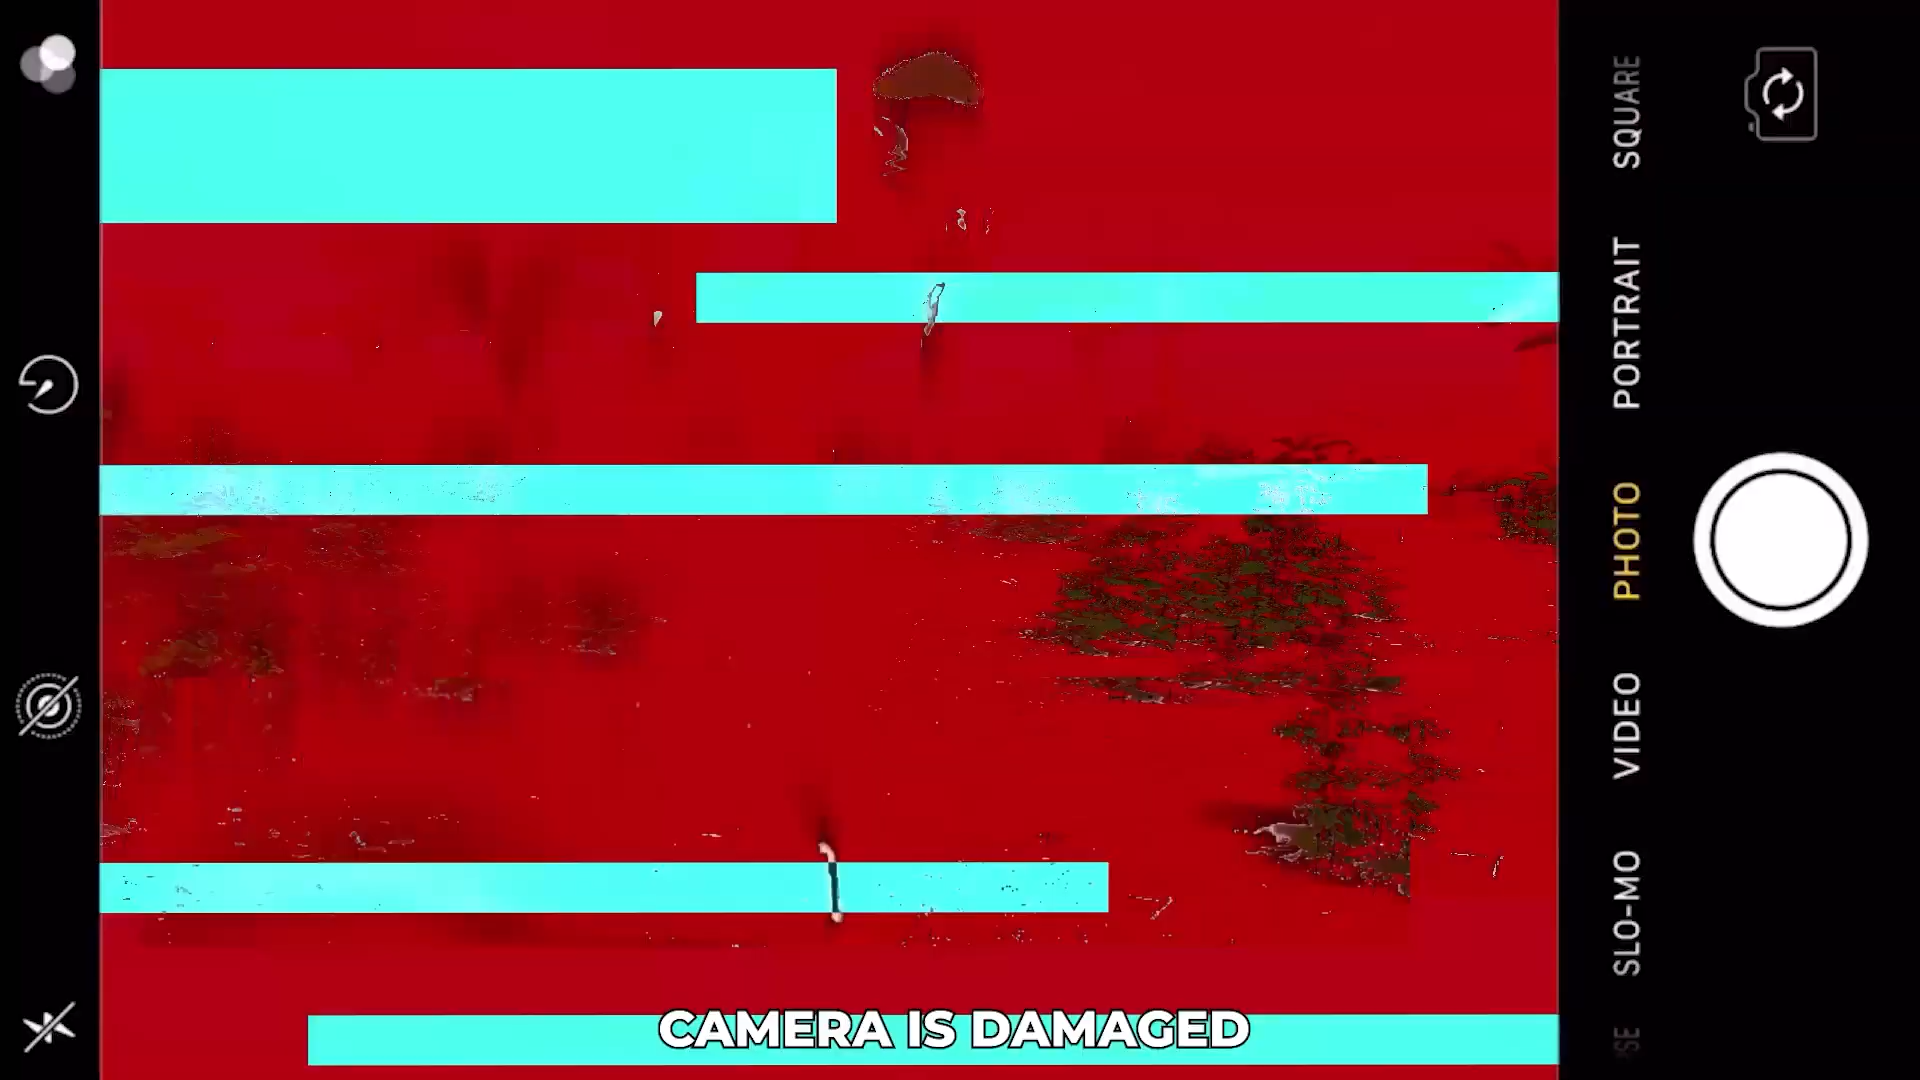 SQUARE
PORTRAIT
PHOTO
VIDEO
SLO-MO
CAMERA IS DAMAGED